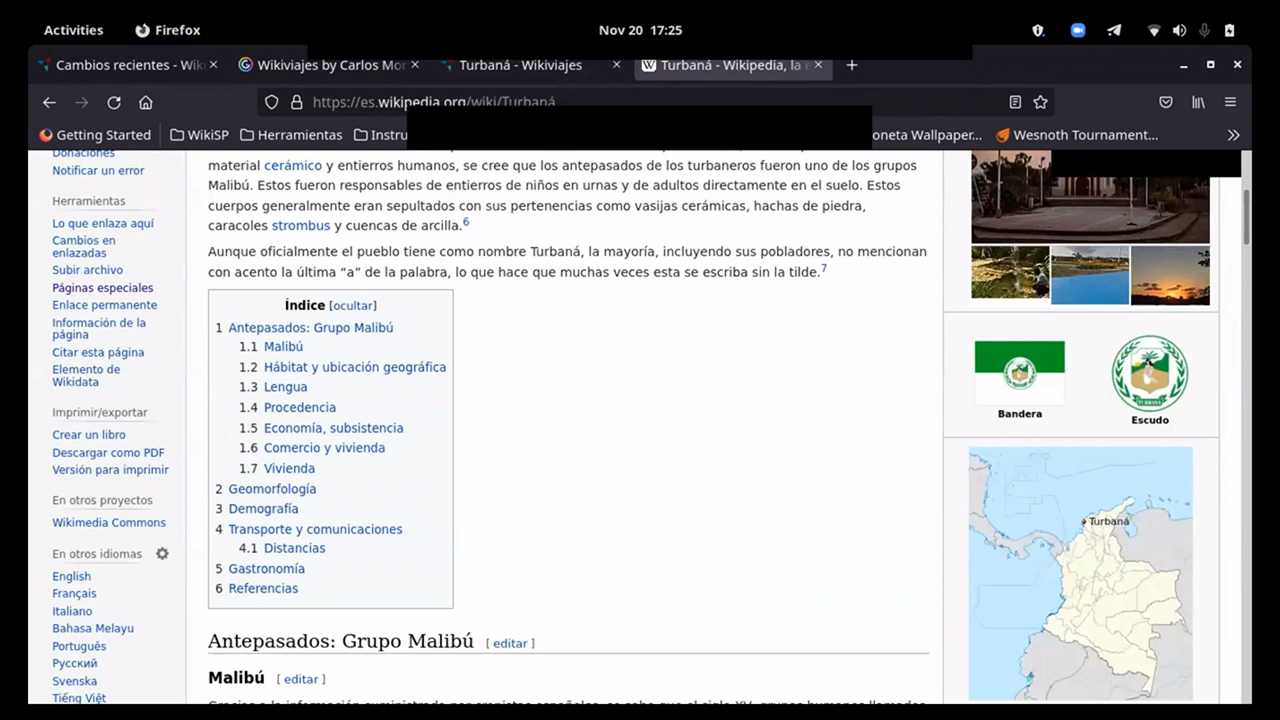 Activities Firefox Nov 20 17:25
Cambios recientes - Wik × Wikiviajes by Carlos Mor × Turbaná - Wikiviajes × Turbaná - Wikipedia, la e × +
https://es.wikipedia.org/wiki/Turbaná
Getting Started WikiSP Herramientas Instru oneta Wallpaper... Wesnoth Tournament... »
Donaciones
Notificar un error
Herramientas
Lo que enlaza aquí
Cambios en
enlazadas
Subir archivo
Páginas especiales
Enlace permanente
Información de la
página
Citar esta página
Elemento de
Wikidata
Imprimir/exportar
Crear un libro
Descargar como PDF
Versión para imprimir
En otros proyectos
Wikimedia Commons
En otros idiomas
English
Français
Italiano
Bahasa Melayu
Português
Русский
Svenska
Tiếng Việt
material cerámico y entierros humanos, se cree que los antepasados de los turbaneros fueron uno de los grupos
Malibú. Estos fueron responsables de entierros de niños en urnas y de adultos directamente en el suelo. Estos
cuerpos generalmente eran sepultados con sus pertenencias como vasijas cerámicas, hachas de piedra,
caracoles strombus y cuencas de arcilla.6
Aunque oficialmente el pueblo tiene como nombre Turbaná, la mayoría, incluyendo sus pobladores, no mencionan
con acento la última “a” de la palabra, lo que hace que muchas veces esta se escriba sin la tilde.7
Índice [ocultar]
1 Antepasados: Grupo Malibú
1.1 Malibú
1.2 Hábitat y ubicación geográfica
1.3 Lengua
1.4 Procedencia
1.5 Economía, subsistencia
1.6 Comercio y vivienda
1.7 Vivienda
2 Geomorfología
3 Demografía
4 Transporte y comunicaciones
4.1 Distancias
5 Gastronomía
6 Referencias
Antepasados: Grupo Malibú [ editar ]
Malibú [ editar ]
Bandera
Escudo
TURBANÁ
Turbaná